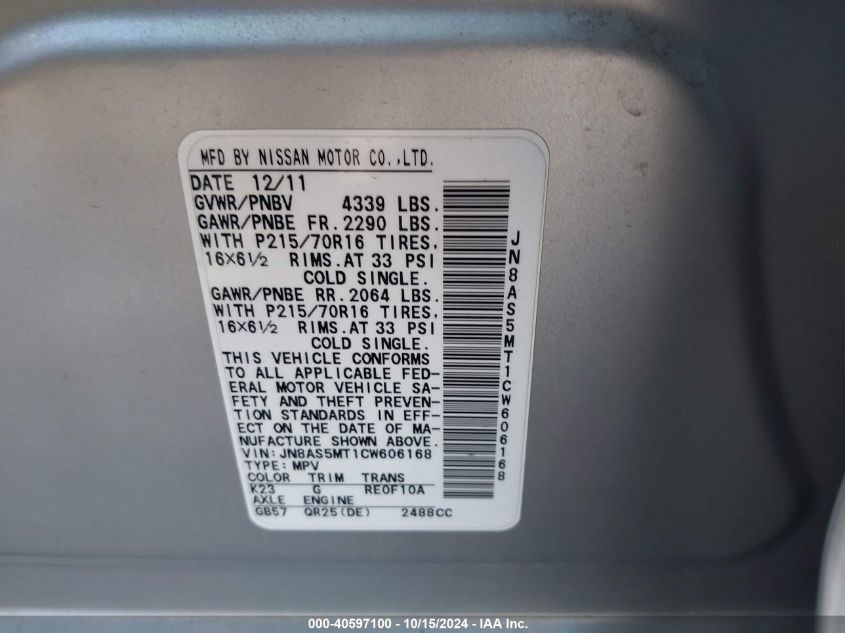 MFD BY NISSAN MOTOR CO.,LTD.
DATE 12/11
GVWR/PNBV 4339 LBS.
GAWR/PNBE FR. 2290 LBS.
WITH P215/70R16 TIRES,
16×6½ RIMS. AT 33 PSI
COLD SINGLE.
GAWR/PNBE RR. 2064 LBS.
WITH P215/70R16 TIRES,
16×6½ RIMS. AT 33 PSI
COLD SINGLE.
THIS VEHICLE CONFORMS
TO ALL APPLICABLE FED-
ERAL MOTOR VEHICLE SA-
FETY AND THEFT PREVEN-
TION STANDARDS IN EFF-
ECT ON THE DATE OF MA-
NUFACTURE SHOWN ABOVE.
VIN: JN8AS5MT1CW606168
TYPE: MPV
COLOR TRIM TRANS
K23 G RE0F10A
AXLE ENGINE
GB57 QR25(DE) 2488CC
JN8AS5MT1CW606168
000-40597100 - 10/15/2024 - IAA Inc.